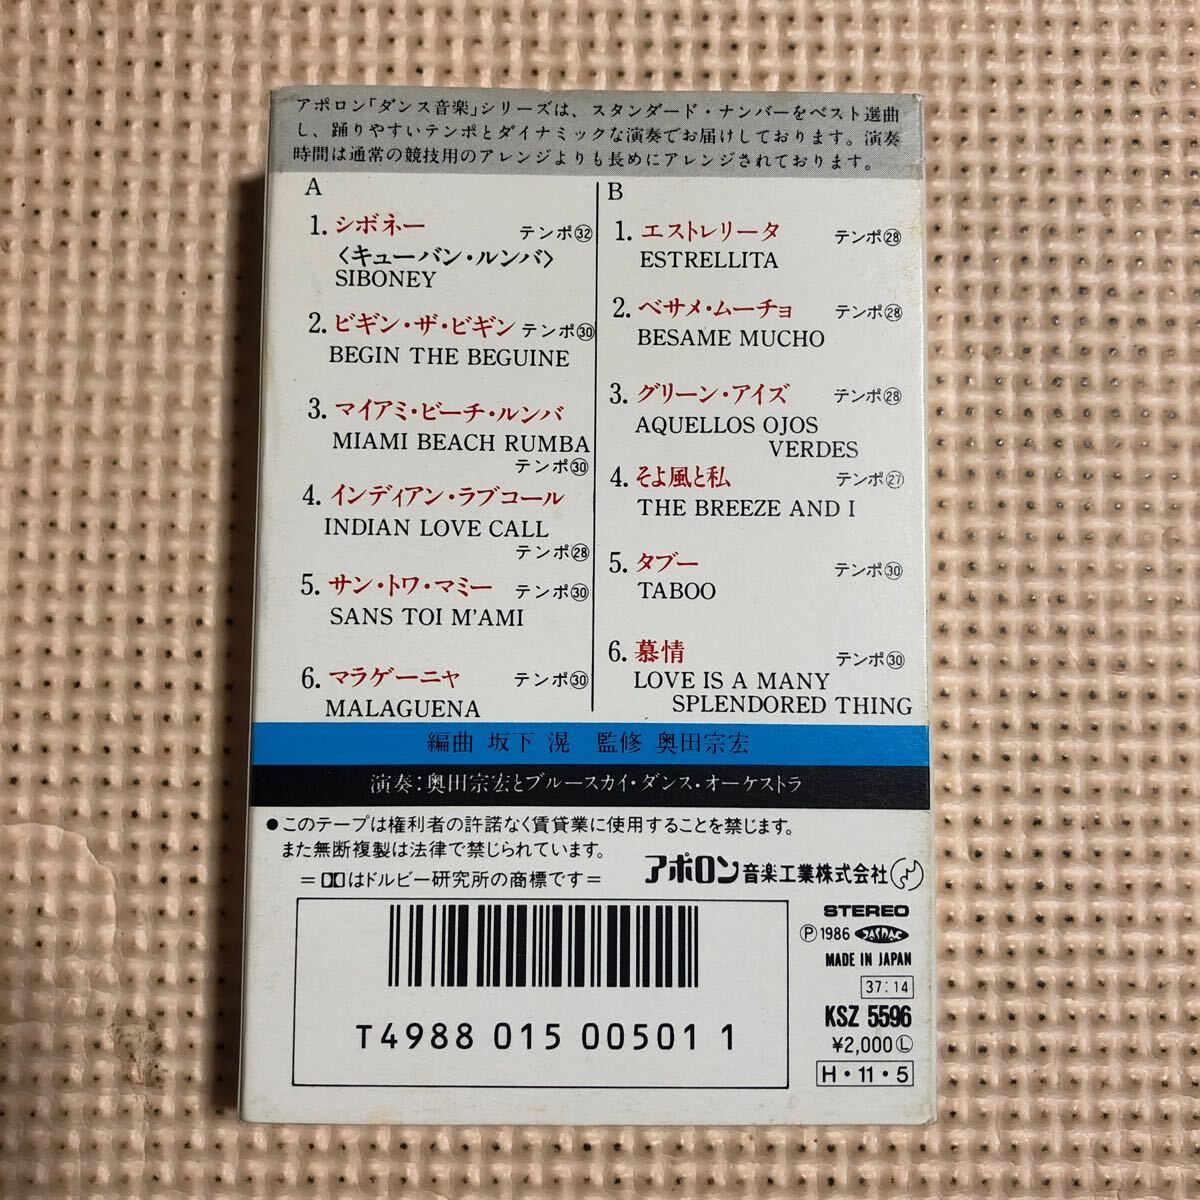 アポロン「ダンス音楽」シリーズは、スタンダード・ナンバーをベスト選曲
し、踊りやすいテンポとダイナミックな演奏でお届けしております。演奏
時間は通常の競技用のアレンジよりも長めにアレンジされております。
A
1. シボネー テンポ㉜
〈キューバン・ルンバ〉
SIBONEY
2. ビギン・ザ・ビギン テンポ㉚
BEGIN THE BEGUINE
3. マイアミ・ビーチ・ルンバ
MIAMI BEACH RUMBA
テンポ㉚
4. インディアン・ラブコール
INDIAN LOVE CALL
テンポ㉘
5. サン・トワ・マミー テンポ㉚
SANS TOI M'AMI
6. マラゲーニャ テンポ㉚
MALAGUENA
B
1. エストレリータ テンポ㉘
ESTRELLITA
2. ベサメ・ムーチョ テンポ㉘
BESAME MUCHO
3. グリーン・アイズ テンポ㉘
AQUELLOS OJOS
VERDES
4. そよ風と私 テンポ㉗
THE BREEZE AND I
5. タブー テンポ㉚
TABOO
6. 慕情 テンポ㉚
LOVE IS A MANY
SPLENDORED THING
編曲 坂下 滉 監修 奥田宗宏
演奏:奥田宗宏とブルースカイ・ダンス・オーケストラ
●このテープは権利者の許諾なく賃貸業に使用することを禁じます。
また無断複製は法律で禁じられています。
=はドルビー研究所の商標です=
アポロン音楽工業株式会社
STEREO
Ⓟ1986 JASRAC
MADE IN JAPAN
37:14
KSZ 5596
¥2,000Ⓛ
H・11・5
T4988 015 00501 1